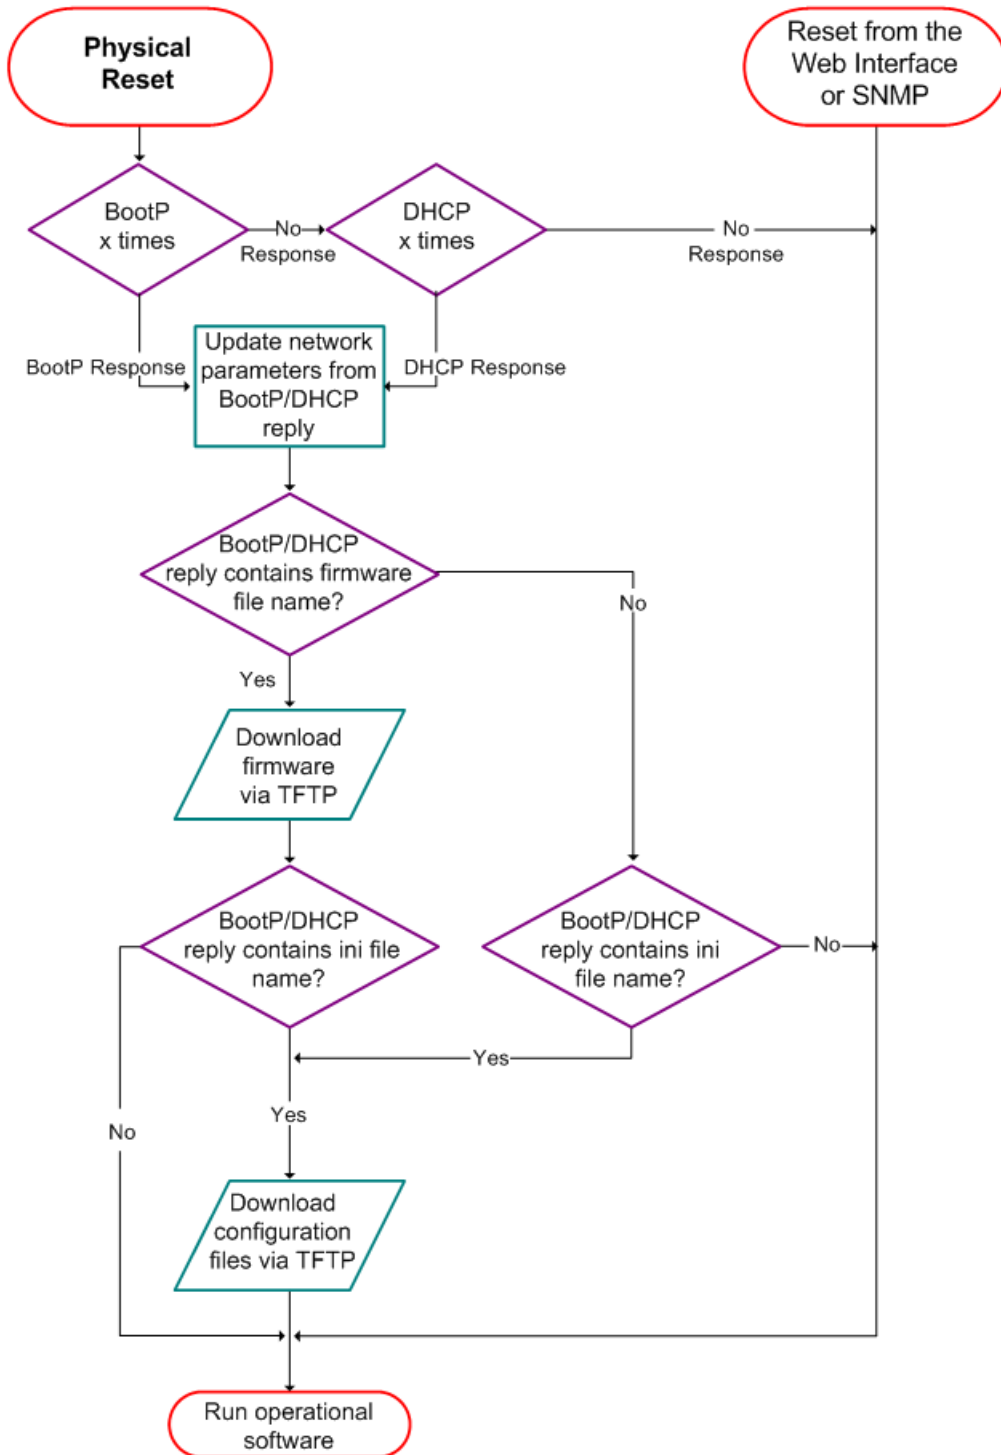 Physical
Reset
Reset from the
Web Interface
or SNMP
BootP
x times
No
Response
DHCP
x times
No
Response
BootP Response
Update network
parameters from
BootP/DHCP
reply
DHCP Response
BootP/DHCP
reply contains firmware
file name?
No
Yes
Download
firmware
via TFTP
BootP/DHCP
reply contains ini file
name?
BootP/DHCP
reply contains ini
file name?
No
Yes
Yes
No
Download
configuration
files via TFTP
Run operational
software